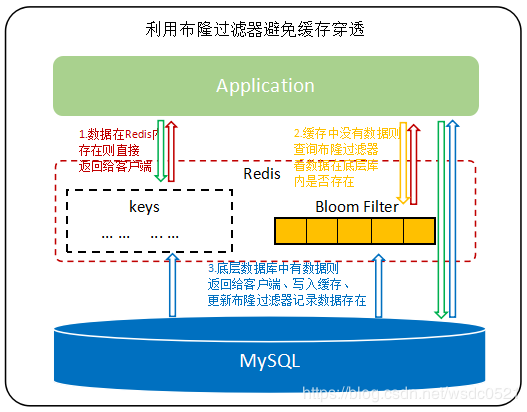 利用布隆过滤器避免缓存穿透
Application
1.数据在Redis内
存在则直接
返回给客户端
2.缓存中没有数据则
查询布隆过滤器
看数据在底层库
内是否存在
Redis
keys
... ... ... ...
Bloom Filter
3.底层数据库中有数据则
返回给客户端、写入缓存、
更新布隆过滤器记录数据存在
MySQL
https://blog.csdn.net/wsdc0521